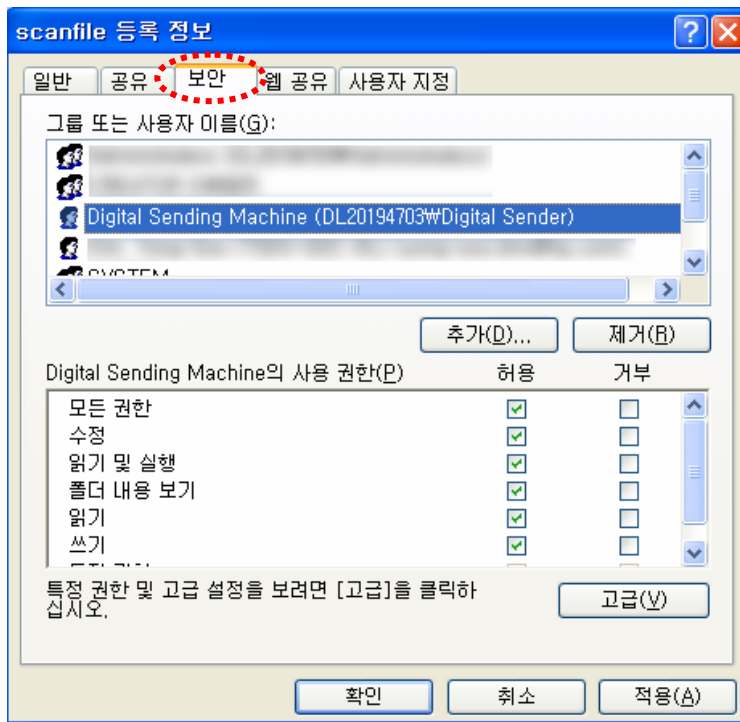 scanfile 등록 정보
일반 공유 보안 웹 공유 사용자 지정
그룹 또는 사용자 이름(G):
Digital Sending Machine (DL20194703₩Digital Sender)
SYSTEM
추가(D)... 제거(R)
Digital Sending Machine의 사용 권한(P) 허용 거부
모든 권한
수정
읽기 및 실행
폴더 내용 보기
읽기
쓰기
특정 권한 및 고급 설정을 보려면 [고급]을 클릭하
십시오.
고급(V)
확인 취소 적용(A)